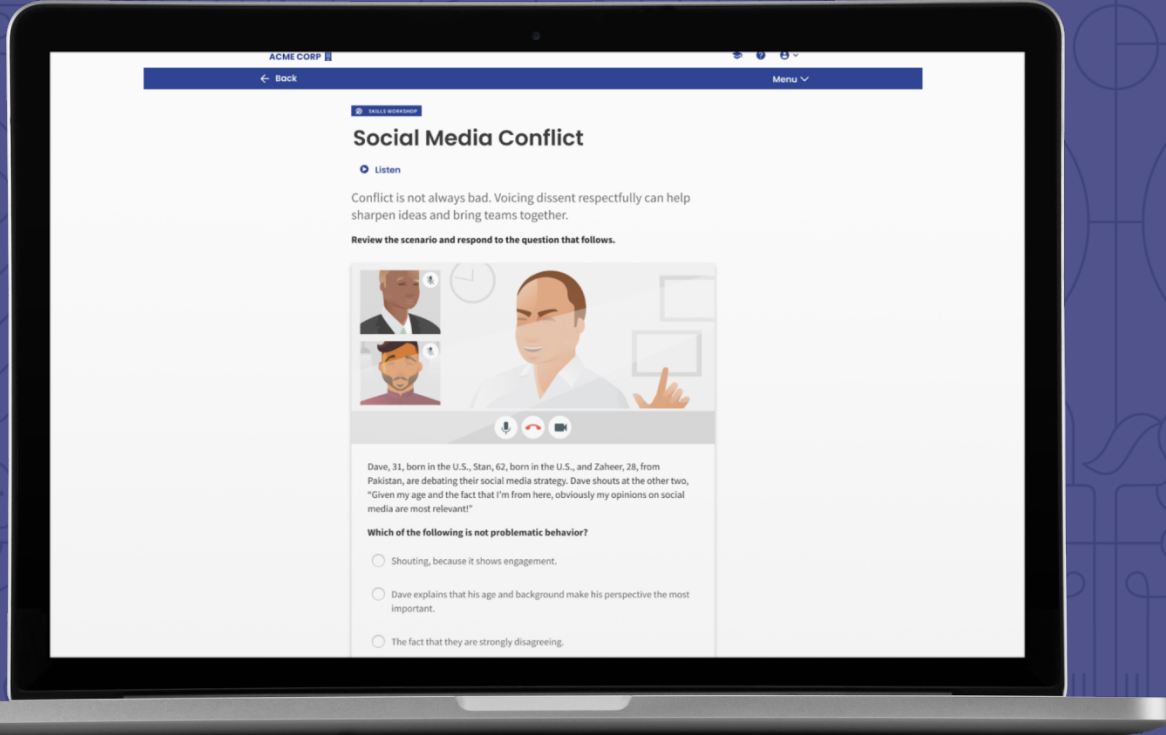 ACME CORP
← Back
Menu
SKILLS WORKSHOP
Social Media Conflict
Listen
Conflict is not always bad. Voicing dissent respectfully can help
sharpen ideas and bring teams together.
Review the scenario and respond to the question that follows.
Dave, 31, born in the U.S., Stan, 62, born in the U.S., and Zaheer, 28, from
Pakistan, are debating their social media strategy. Dave shouts at the other two,
"Given my age and the fact that I'm from here, obviously my opinions on social
media are most relevant!"
Which of the following is not problematic behavior?
Shouting, because it shows engagement.
Dave explains that his age and background make his perspective the most
important.
The fact that they are strongly disagreeing.